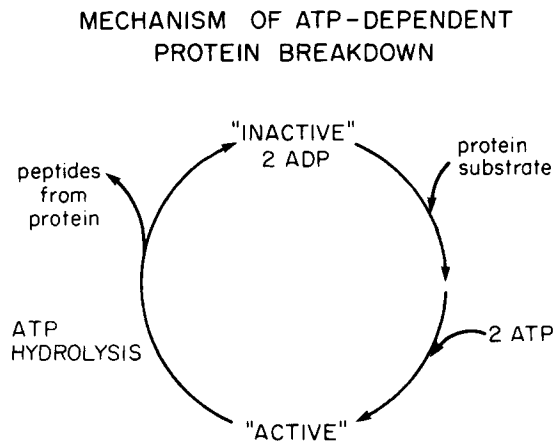 MECHANISM OF ATP-DEPENDENT
PROTEIN BREAKDOWN
"INACTIVE"
2 ADP
protein
substrate
peptides
from
protein
ATP
HYDROLYSIS
2 ATP
"ACTIVE"